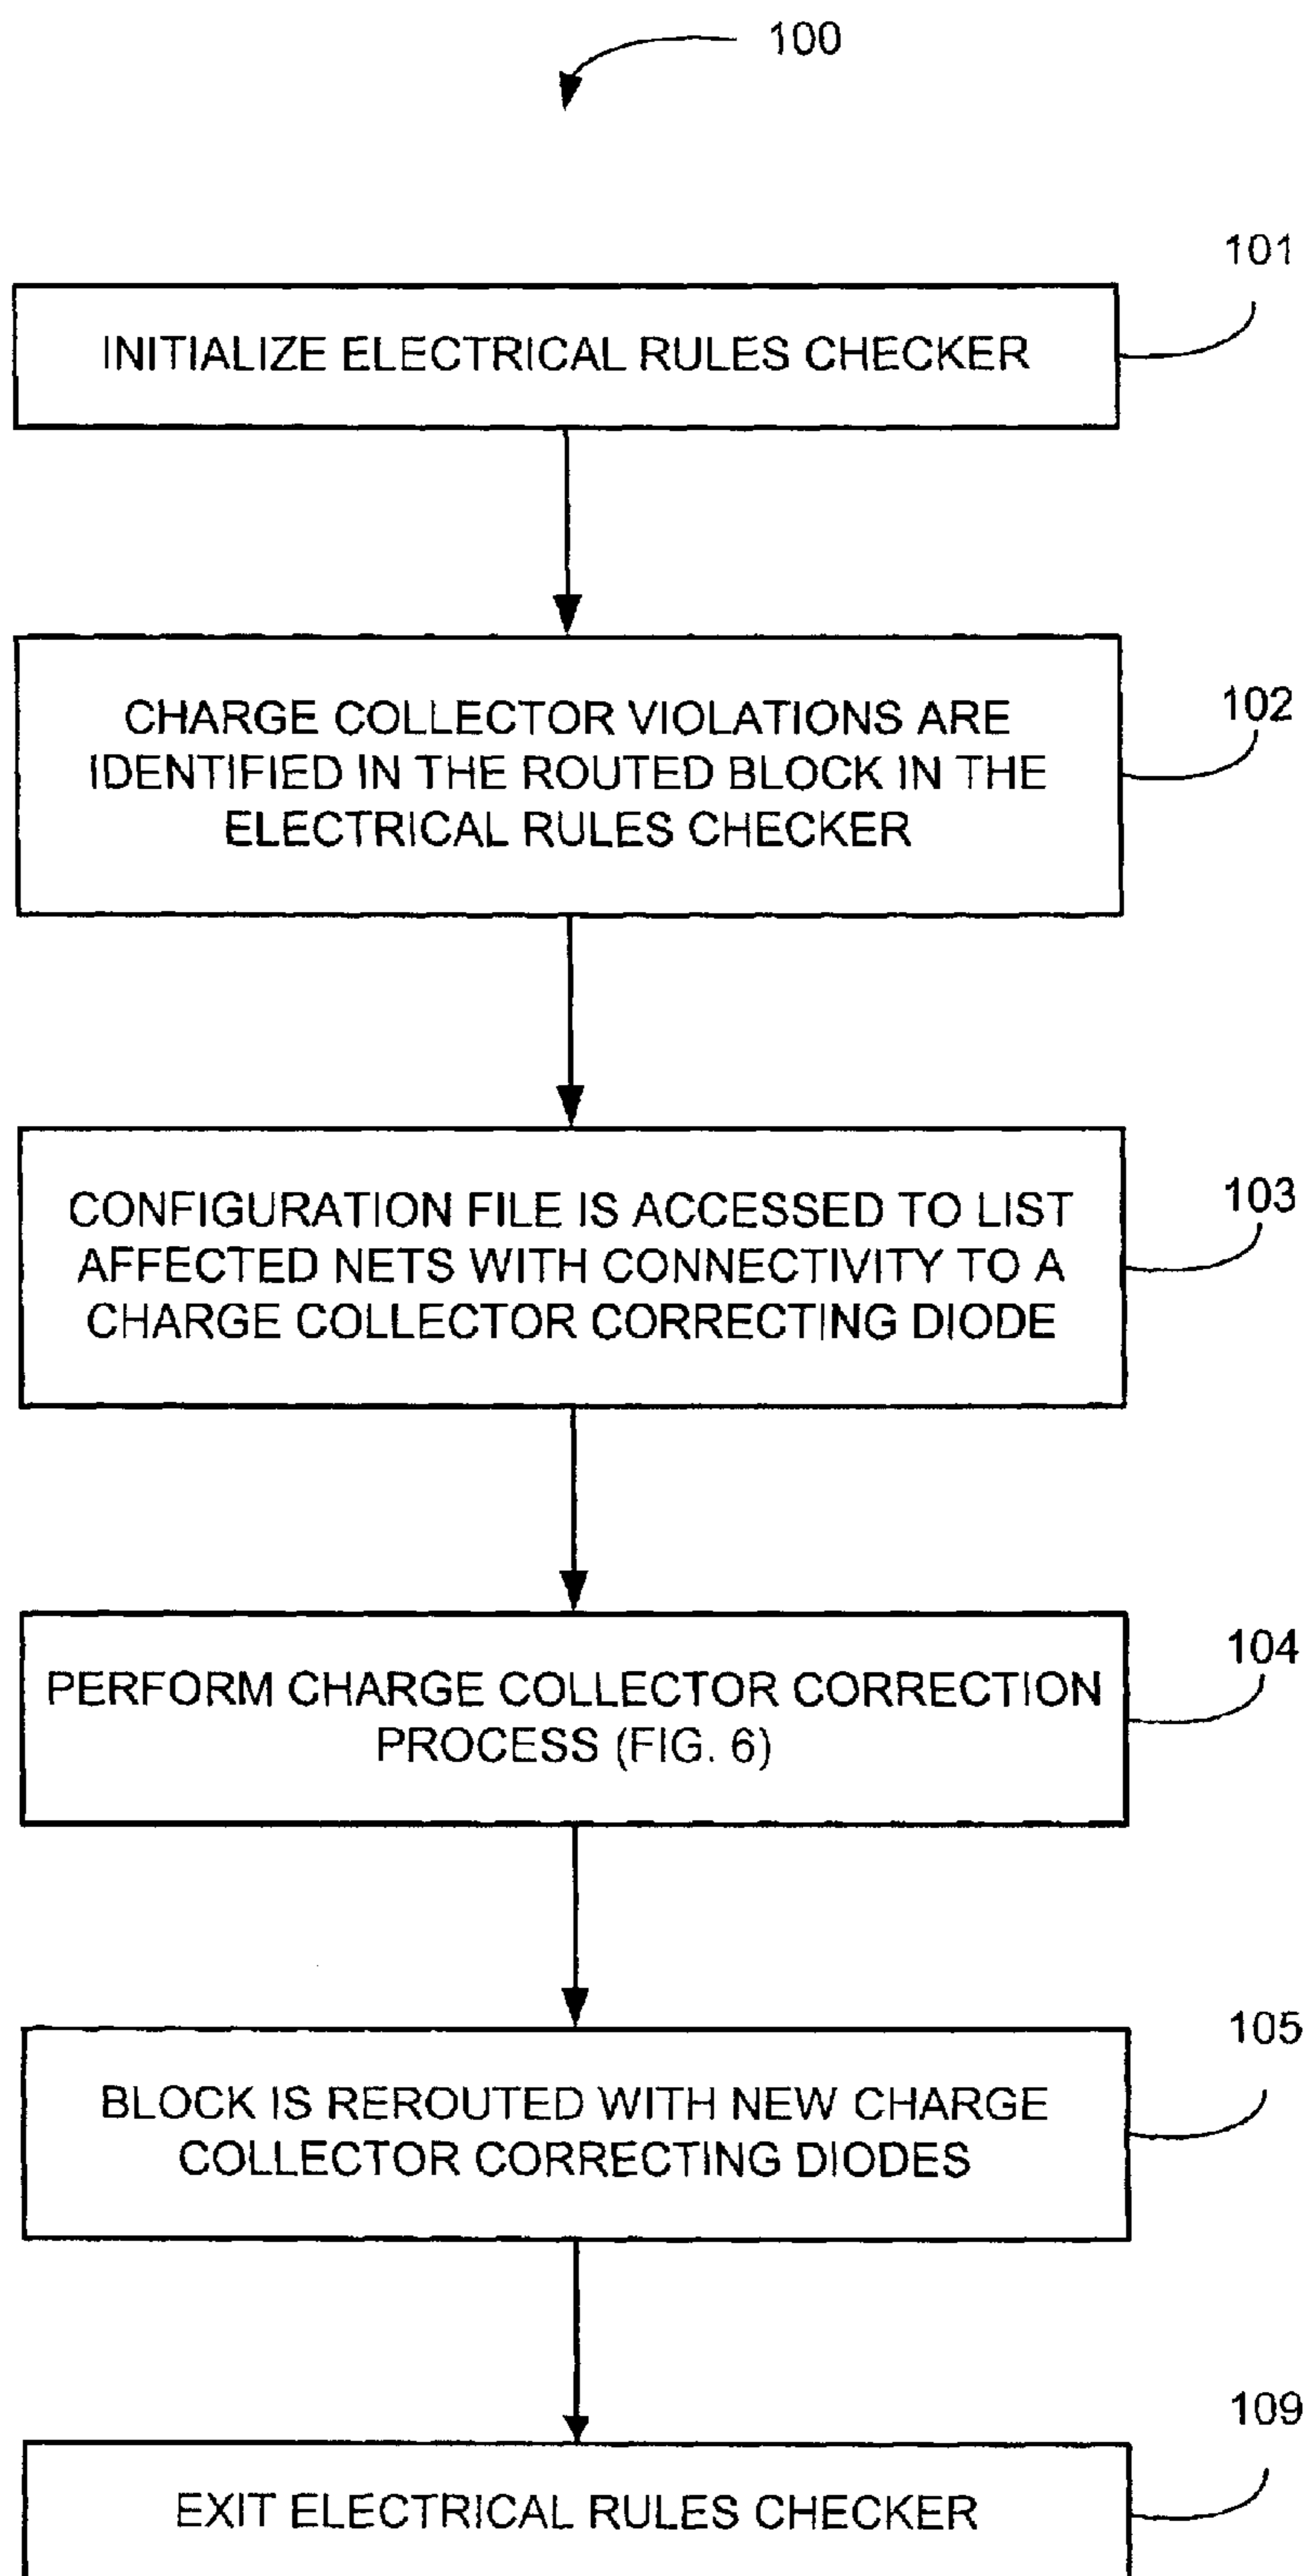 100
101
INITIALIZE ELECTRICAL RULES CHECKER
102
CHARGE COLLECTOR VIOLATIONS ARE
IDENTIFIED IN THE ROUTED BLOCK IN THE
ELECTRICAL RULES CHECKER
103
CONFIGURATION FILE IS ACCESSED TO LIST
AFFECTED NETS WITH CONNECTIVITY TO A
CHARGE COLLECTOR CORRECTING DIODE
104
PERFORM CHARGE COLLECTOR CORRECTION
PROCESS (FIG. 6)
105
BLOCK IS REROUTED WITH NEW CHARGE
COLLECTOR CORRECTING DIODES
109
EXIT ELECTRICAL RULES CHECKER